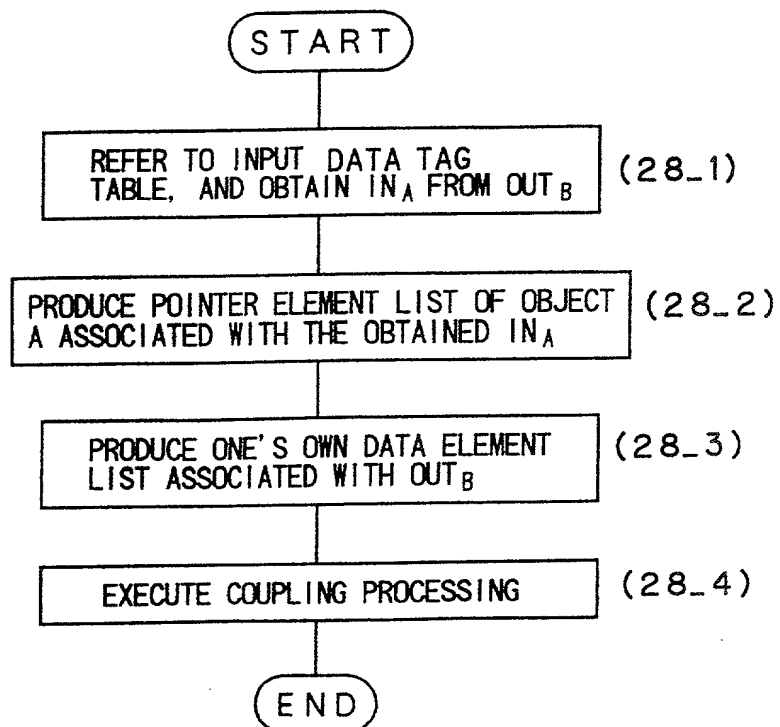 START
REFER TO INPUT DATA TAG
TABLE, AND OBTAIN IN_A FROM OUT_B
(28_1)
PRODUCE POINTER ELEMENT LIST OF OBJECT
A ASSOCIATED WITH THE OBTAINED IN_A
(28_2)
PRODUCE ONE'S OWN DATA ELEMENT
LIST ASSOCIATED WITH OUT_B
(28_3)
EXECUTE COUPLING PROCESSING
(28_4)
END